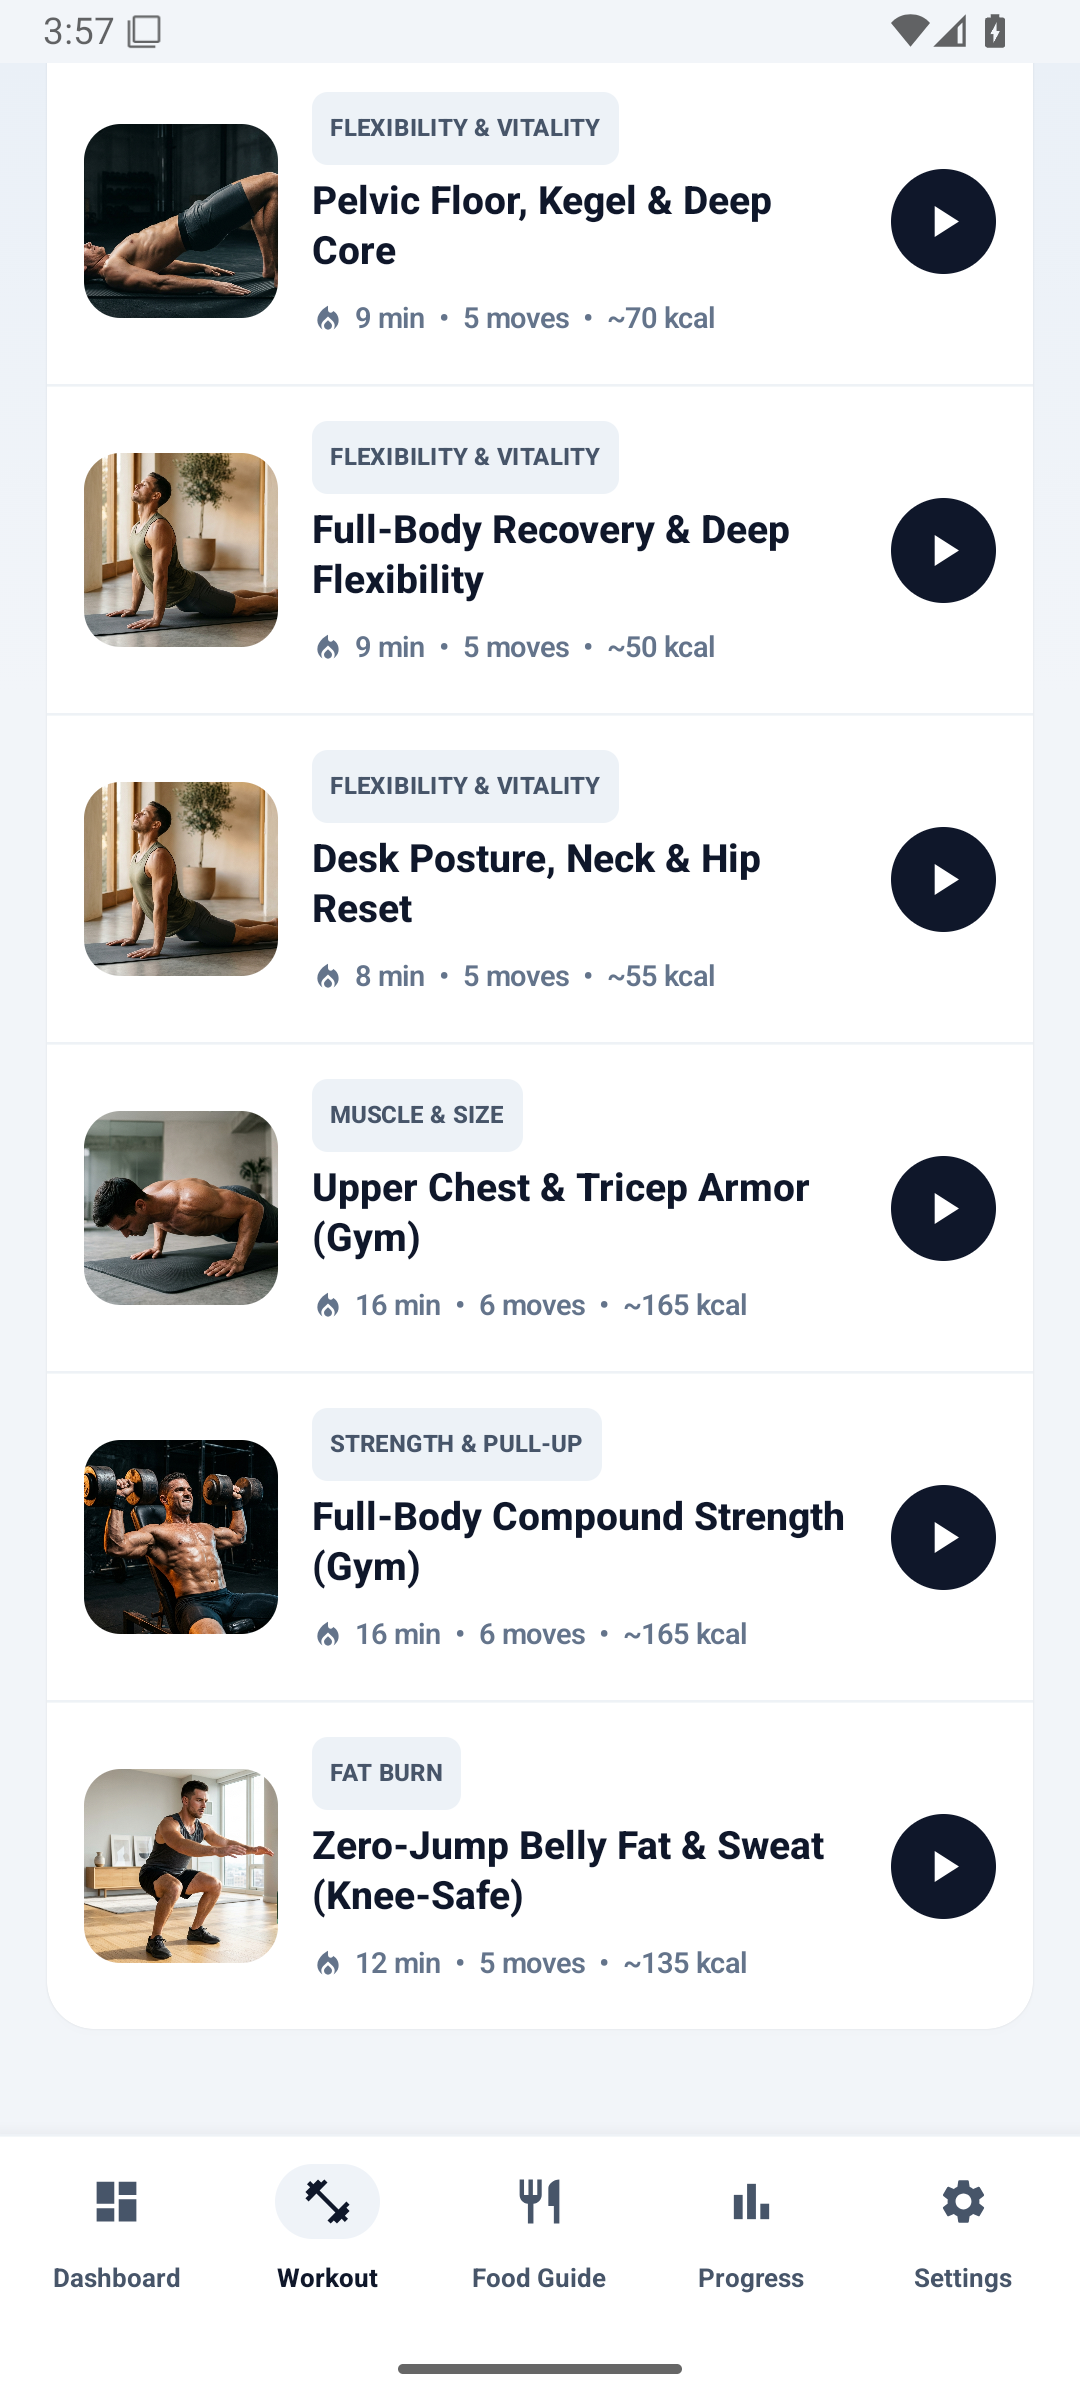 3:57
FLEXIBILITY & VITALITY
Pelvic Floor, Kegel & Deep
Core
9 min • 5 moves • ~70 kcal
FLEXIBILITY & VITALITY
Full-Body Recovery & Deep
Flexibility
9 min • 5 moves • ~50 kcal
FLEXIBILITY & VITALITY
Desk Posture, Neck & Hip
Reset
8 min • 5 moves • ~55 kcal
MUSCLE & SIZE
Upper Chest & Tricep Armor
(Gym)
16 min • 6 moves • ~165 kcal
STRENGTH & PULL-UP
Full-Body Compound Strength
(Gym)
16 min • 6 moves • ~165 kcal
FAT BURN
Zero-Jump Belly Fat & Sweat
(Knee-Safe)
12 min • 5 moves • ~135 kcal
Dashboard Workout Food Guide Progress Settings